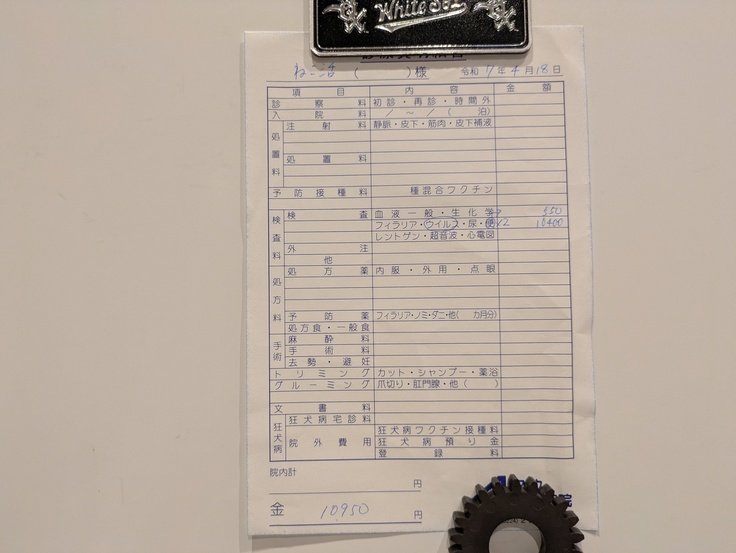 White Sox
ねこ活 ( ) 様 令和 7 年 4 月 18 日
項目 内容 金額
診察料 初診・再診・時間外
入院料 / ~ / ( 泊)
処置料 注射料 静脈・皮下・筋肉・皮下補液
処置料
予防接種料 種混合ワクチン
検査料 検査 血液一般・生化学 550
フィラリア・ウイルス・尿・便 ×2 10400
レントゲン・超音波・心電図
外注
他
処方料 処方薬 内服・外用・点眼
予防薬 フィラリア・ノミ・ダニ・他( カ月分)
処方食・一般食
手術 麻酔料
手術料
去勢・避妊
トリミング カット・シャンプー・薬浴
グルーミング 爪切り・肛門腺・他 ( )
文書料
狂犬病 狂犬病宅診料
院外費用 狂犬病ワクチン接種料
狂犬病預り金
登録料
院内計
円
金 10,950 円